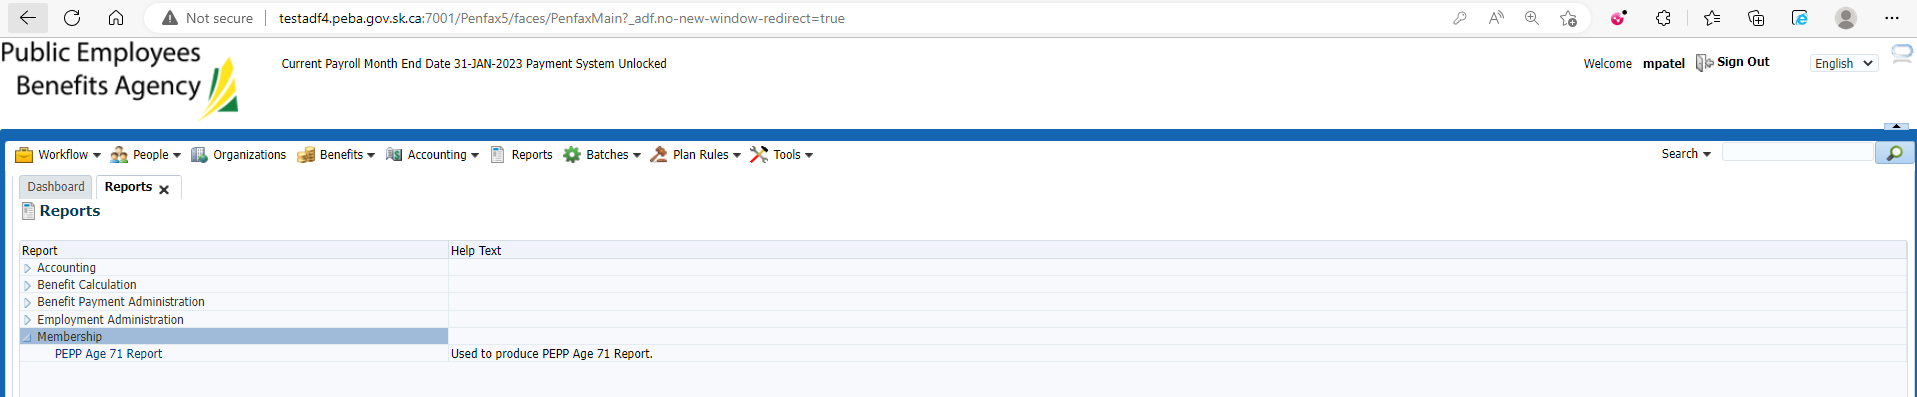 Not secure testadf4.peba.gov.sk.ca:7001/Penfax5/faces/PenfaxMain?_adf.no-new-window-redirect=true
Public Employees
Benefits Agency
Current Payroll Month End Date 31-JAN-2023 Payment System Unlocked
Welcome mpatel Sign Out English
Workflow People Organizations Benefits Accounting Reports Batches Plan Rules Tools Search
Dashboard Reports
Reports
Report Help Text
Accounting
Benefit Calculation
Benefit Payment Administration
Employment Administration
Membership
PEPP Age 71 Report Used to produce PEPP Age 71 Report.